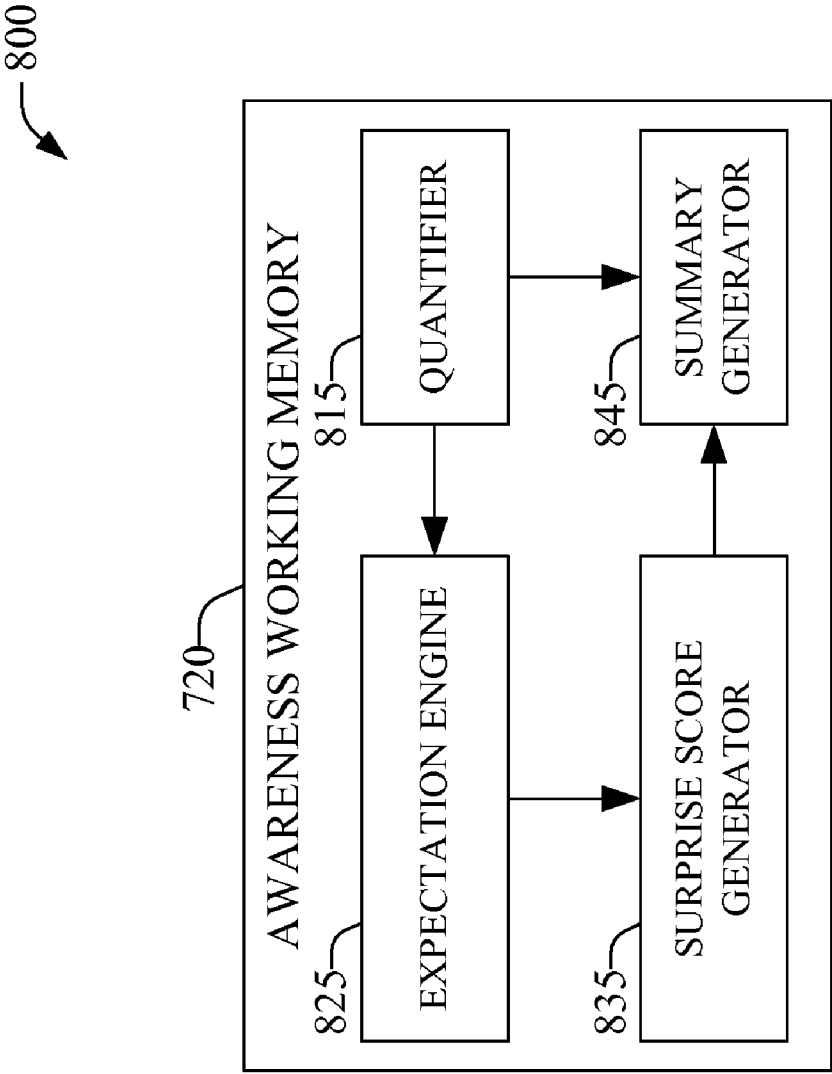 800
720
AWARENESS WORKING MEMORY
825
EXPECTATION ENGINE
815
QUANTIFIER
835
SURPRISE SCORE
GENERATOR
845
SUMMARY
GENERATOR